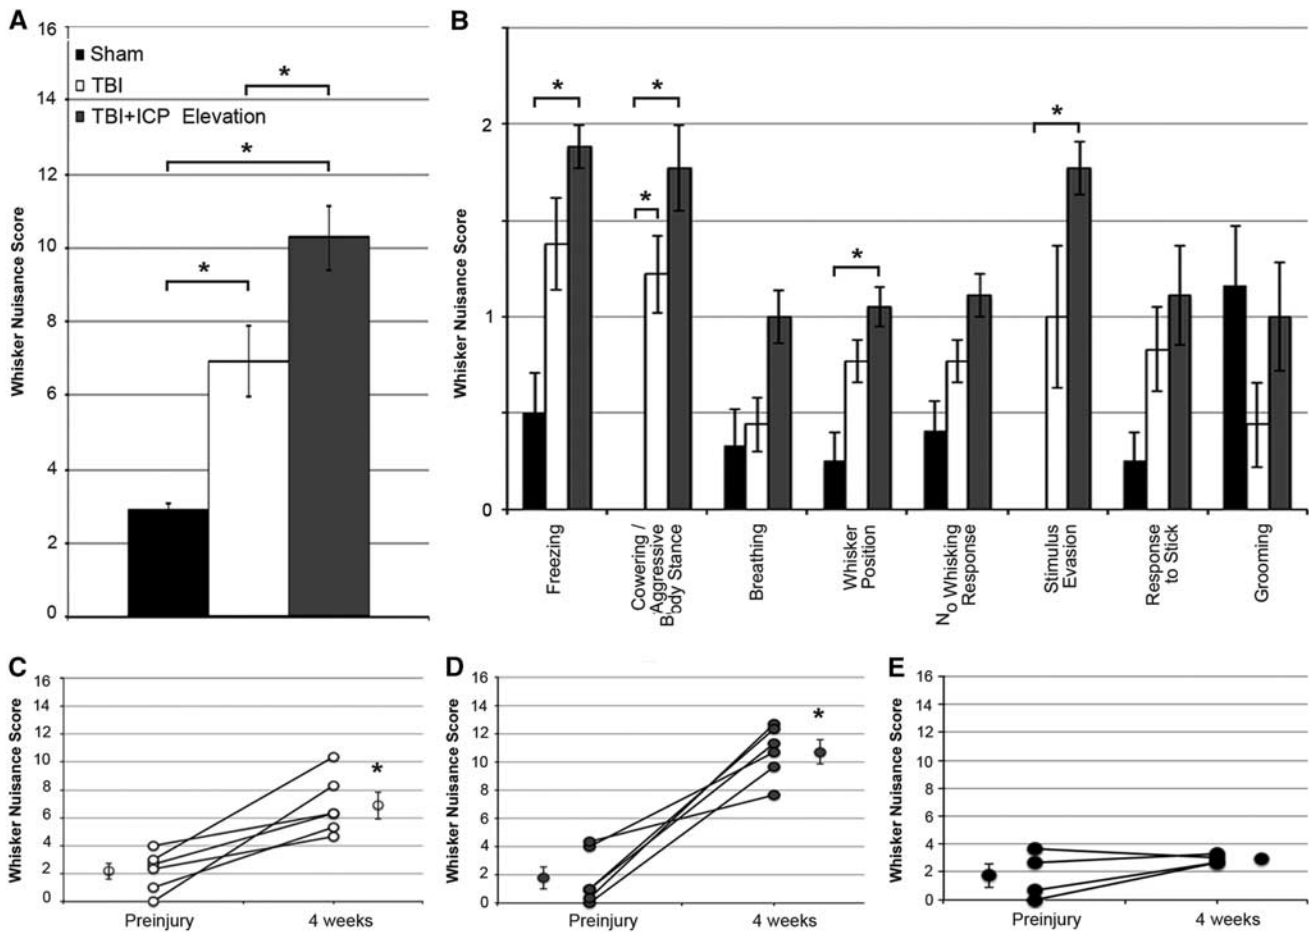 A
16
14
12
10
8
6
4
2
0
Whisker Nuisance Score
Sham
TBI
TBI+ICP Elevation
*
*
*
B
2
1
0
Whisker Nuisance Score
*
*
*
*
*
Freezing
Cowering /
Aggressive
Body Stance
Breathing
Whisker
Position
No Whisking
Response
Stimulus
Evasion
Response
to Stick
Grooming
C
16
14
12
10
8
6
4
2
0
Whisker Nuisance Score
*
Preinjury
4 weeks
D
16
14
12
10
8
6
4
2
0
Whisker Nuisance Score
*
Preinjury
4 weeks
E
16
14
12
10
8
6
4
2
0
Whisker Nuisance Score
Preinjury
4 weeks